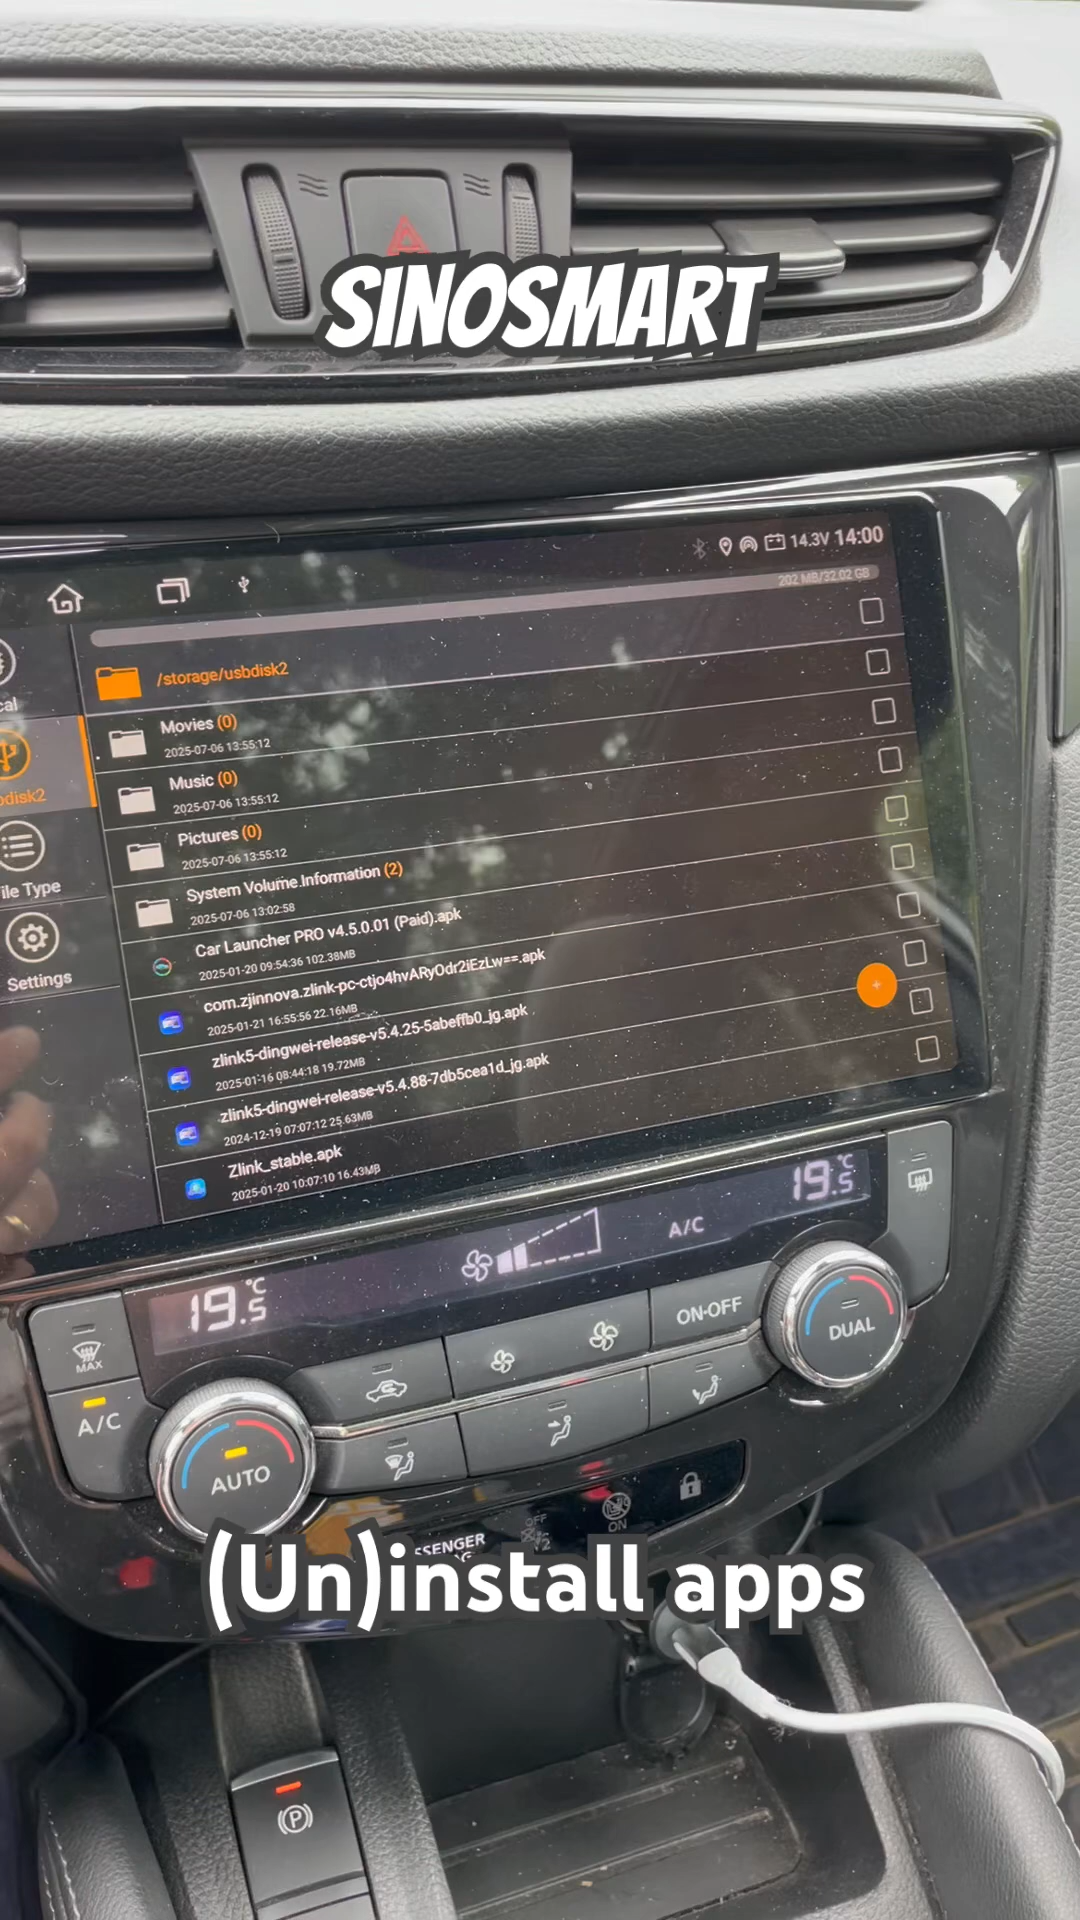 SINOSMART
14.3V 14:00
202 MB/32.02 GB
/storage/usbdisk2
Movies (0)
2025-07-06 13:55:12
Music (0)
2025-07-06 13:55:12
Pictures (0)
2025-07-06 13:55:12
System Volume Information (2)
2025-07-06 13:02:58
Car Launcher PRO v4.5.0.01 (Paid).apk
2025-01-20 09:54:36 102.38MB
com.zjinnova.zlink-pc-ctjo4hvARyOdr2iEzLw==.apk
2025-01-21 16:55:56 22.16MB
zlink5-dingwei-release-v5.4.25-5abeffb0_jg.apk
2025-01-16 08:44:18 19.72MB
zlink5-dingwei-release-v5.4.88-7db5cea1d_jg.apk
2024-12-19 07:07:12 25.63MB
Zlink_stable.apk
2025-01-20 10:07:10 16.43MB
cal
bdisk2
ile Type
Settings
19.5°C
A/C
19.5°C
MAX
A/C
AUTO
ON·OFF
DUAL
SSENGER
OFF
ON
(Un)install apps
P